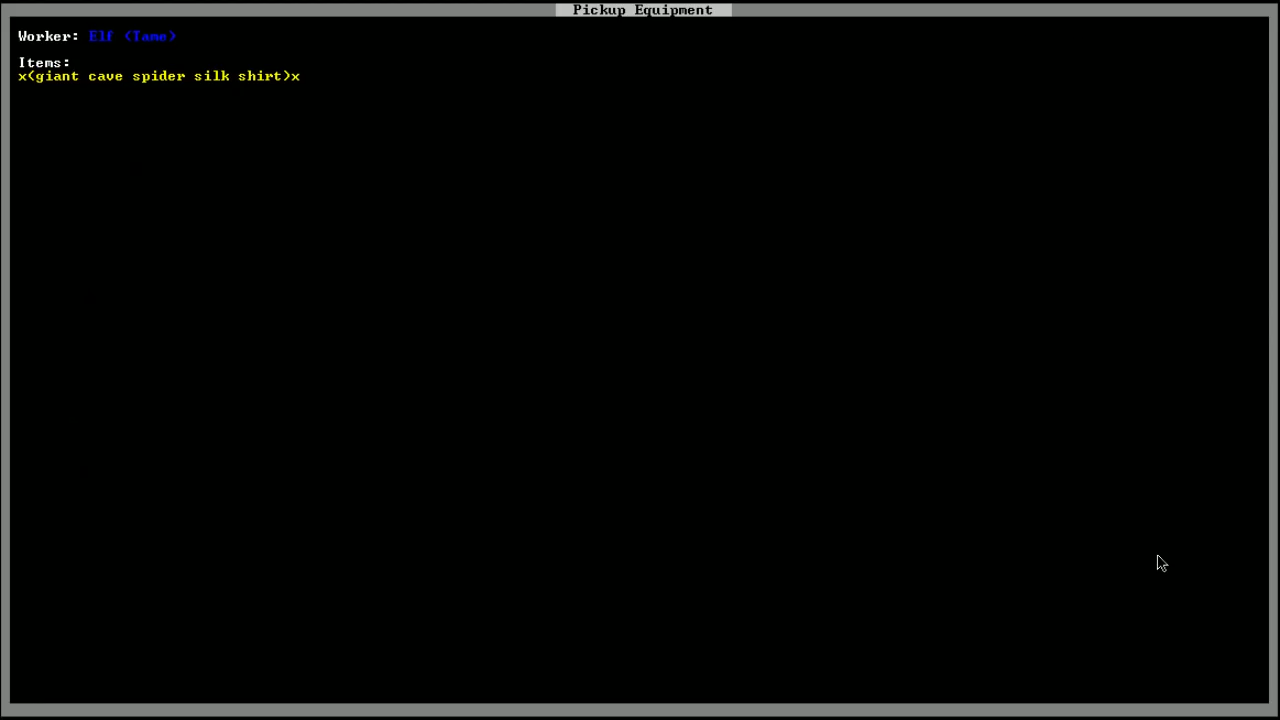 Pickup Equipment
Worker: Elf (Tame)
Items:
x(giant cave spider silk shirt)x